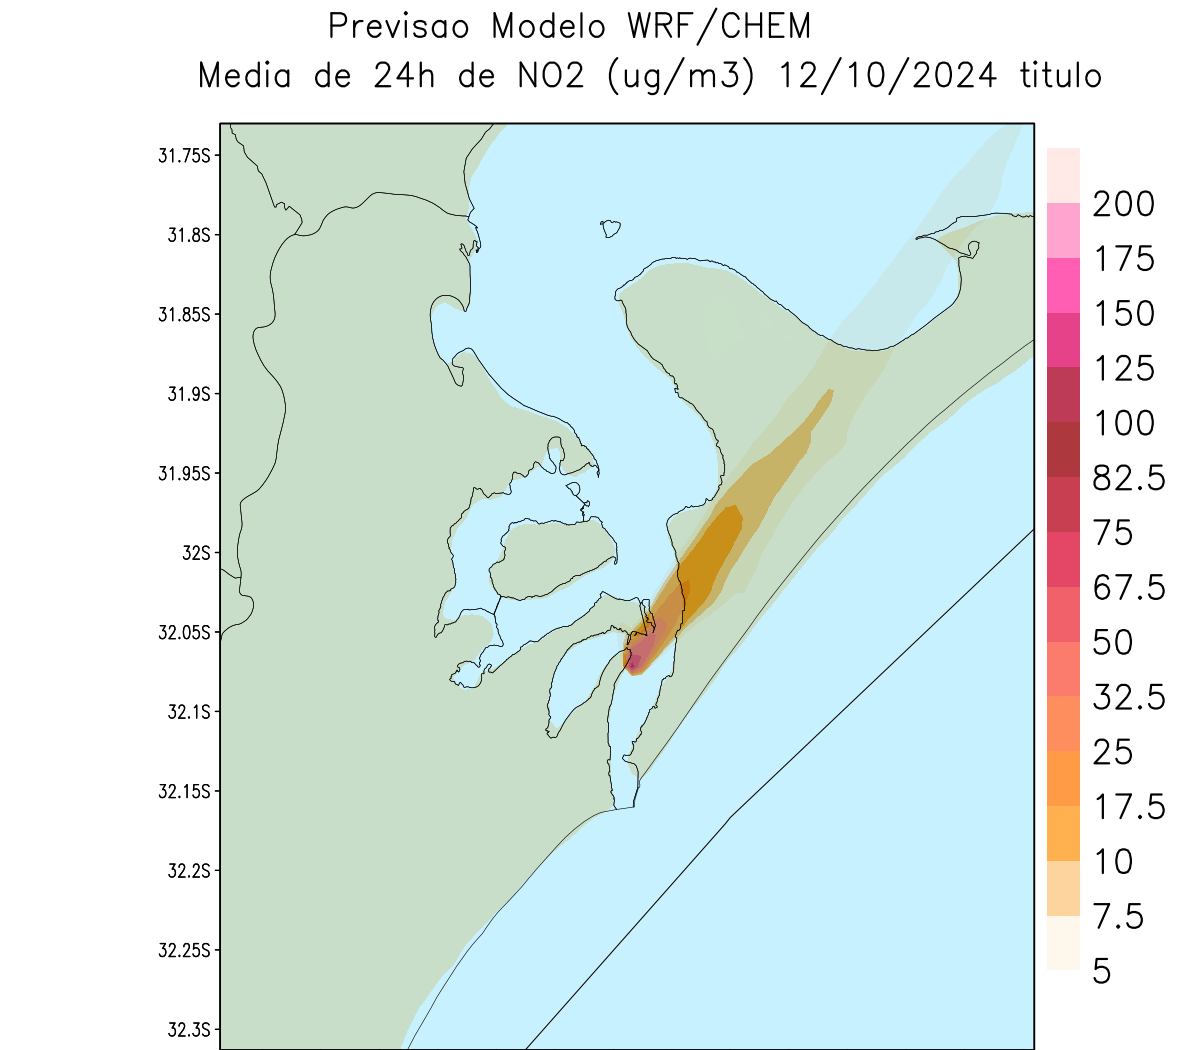 Previsao Modelo WRF/CHEM
Media de 24h de NO2 (ug/m3) 12/10/2024 titulo
31.75S
31.8S
31.85S
31.9S
31.95S
32S
32.05S
32.1S
32.15S
32.2S
32.25S
32.3S
200
175
150
125
100
82.5
75
67.5
50
32.5
25
17.5
10
7.5
5